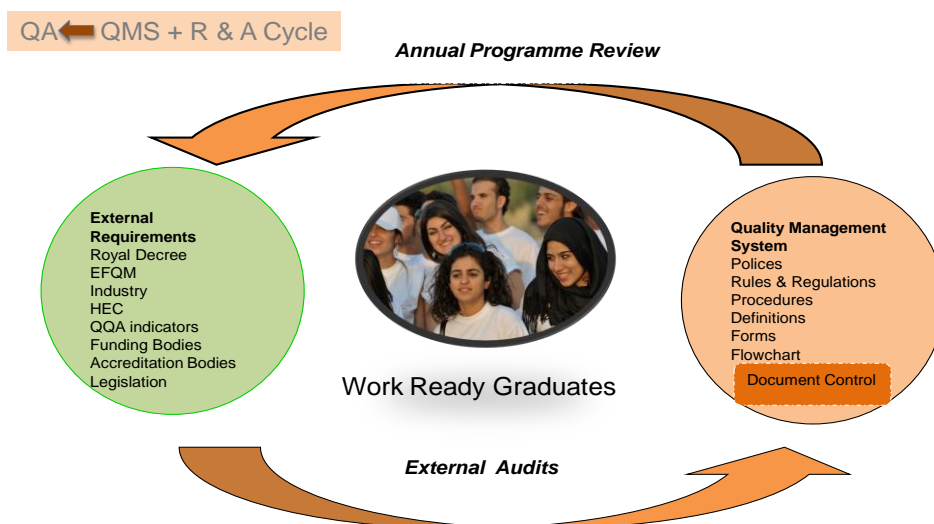 QA QMS + R & A Cycle
Annual Programme Review
External
Requirements
Royal Decree
EFQM
Industry
HEC
QQA indicators
Funding Bodies
Accreditation Bodies
Legislation
Work Ready Graduates
Quality Management
System
Polices
Rules & Regulations
Procedures
Definitions
Forms
Flowchart
Document Control
External Audits